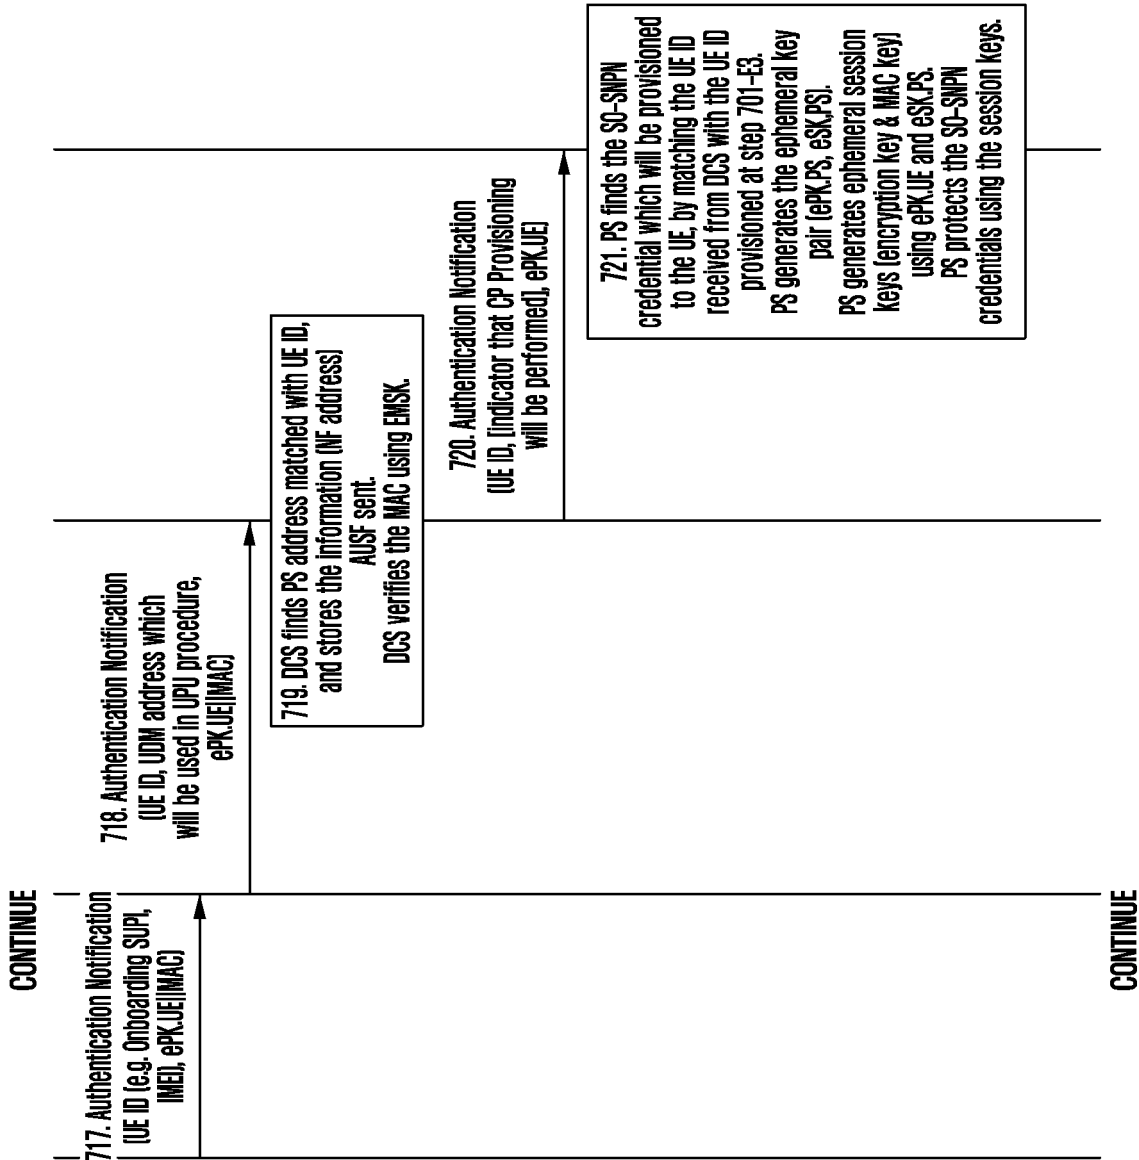 CONTINUE
717. Authentication Notification
(UE ID (e.g. Onboarding SUPI,
IMEI), ePK.UE||MAC)
718. Authentication Notification
(UE ID, UDM address which
will be used in UPU procedure,
ePK.UE||MAC)
719. DCS finds PS address matched with UE ID,
and stores the information (NF address)
AUSF sent.
DCS verifies the MAC using EMSK.
720. Authentication Notification
(UE ID, [indicator that CP Provisioning
will be performed], ePK.UE)
721. PS finds the SO-SNPN
credential which will be provisioned
to the UE, by matching the UE ID
received from DCS with the UE ID
provisioned at step 701-E3.
PS generates the ephemeral key
pair (ePK.PS, eSK,PS).
PS generates ephemeral session
keys (encryption key & MAC key)
using ePK.UE and eSK.PS.
PS protects the SO-SNPN
credentials using the session keys.
CONTINUE